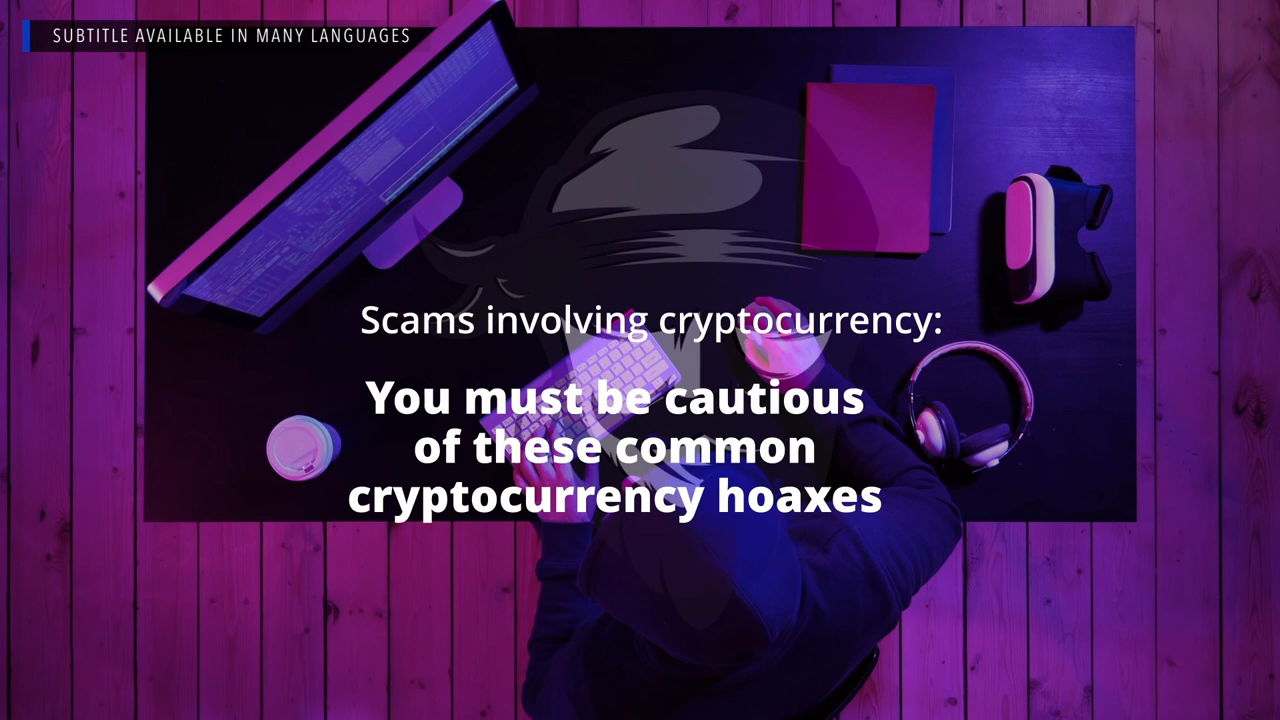 SUBTITLE AVAILABLE IN MANY LANGUAGES
Scams involving cryptocurrency:
You must be cautious
of these common
cryptocurrency hoaxes